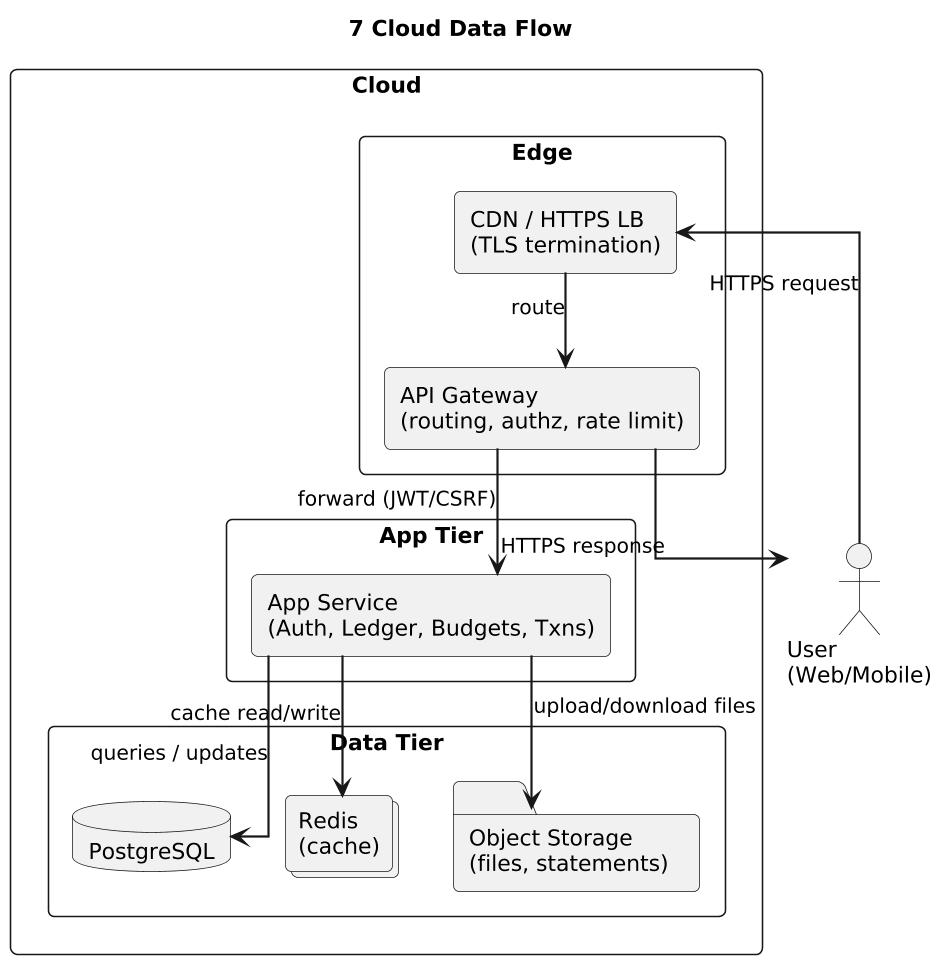 7 Cloud Data Flow
Cloud
Edge
CDN / HTTPS LB
(TLS termination)
HTTPS request
route
API Gateway
(routing, authz, rate limit)
forward (JWT/CSRF)
App Tier
HTTPS response
App Service
(Auth, Ledger, Budgets, Txns)
User
(Web/Mobile)
cache read/write
upload/download files
Data Tier
queries / updates
PostgreSQL
Redis
(cache)
Object Storage
(files, statements)